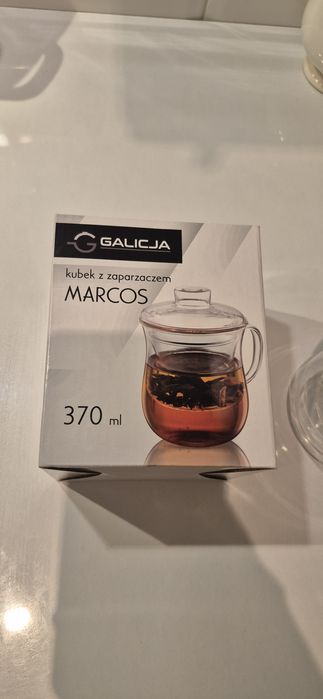 GALICJA
kubek z zaparzaczem
MARCOS
370 ml